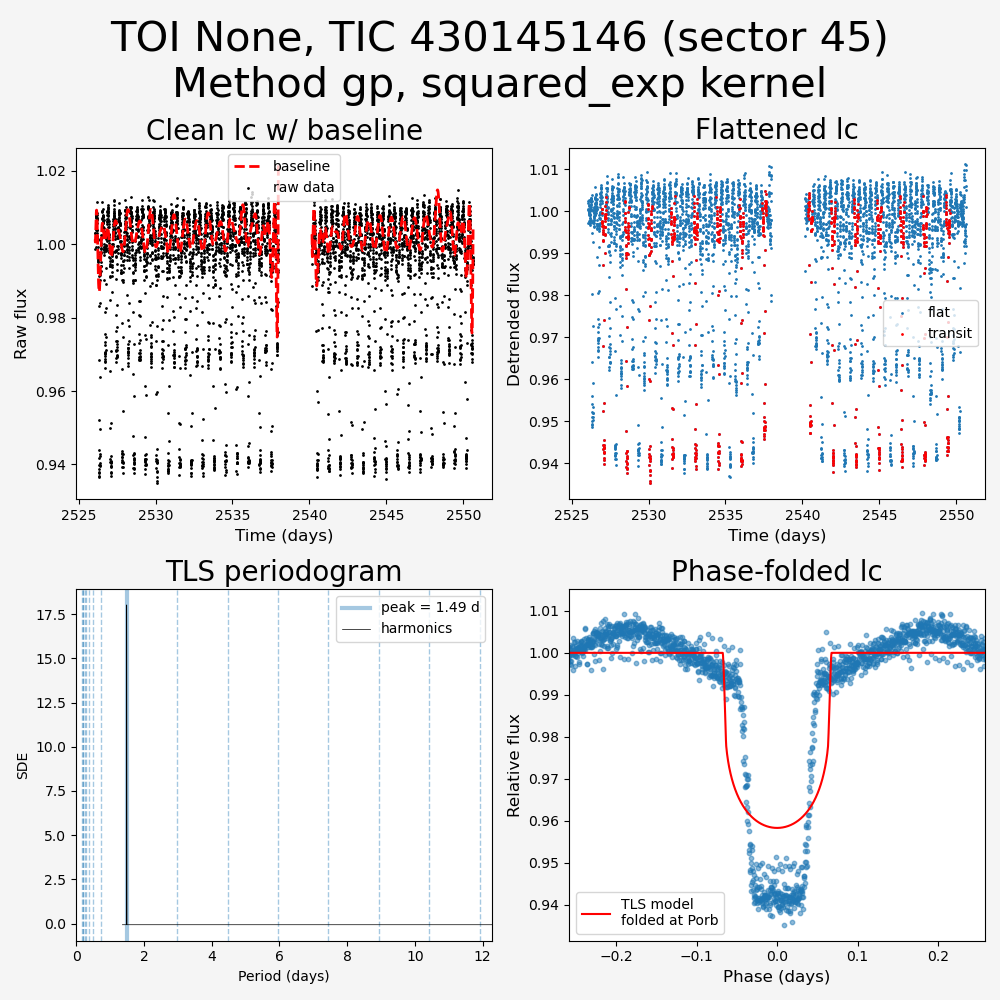 TOI None, TIC 430145146 (sector 45)
Method gp, squared_exp kernel
Clean lc w/ baseline
baseline
raw data
1.02
1.00
0.98
0.96
0.94
Raw flux
2525
2530
2535
2540
2545
2550
Time (days)
Flattened lc
flat
transit
1.01
1.00
0.99
0.98
0.97
0.96
0.95
0.94
Detrended flux
2525
2530
2535
2540
2545
2550
Time (days)
TLS periodogram
peak = 1.49 d
harmonics
17.5
15.0
12.5
10.0
7.5
5.0
2.5
0.0
SDE
0
2
4
6
8
10
12
Period (days)
Phase-folded lc
1.01
1.00
0.99
0.98
0.97
0.96
0.95
0.94
Relative flux
TLS model
folded at Porb
−0.2
−0.1
0.0
0.1
0.2
Phase (days)